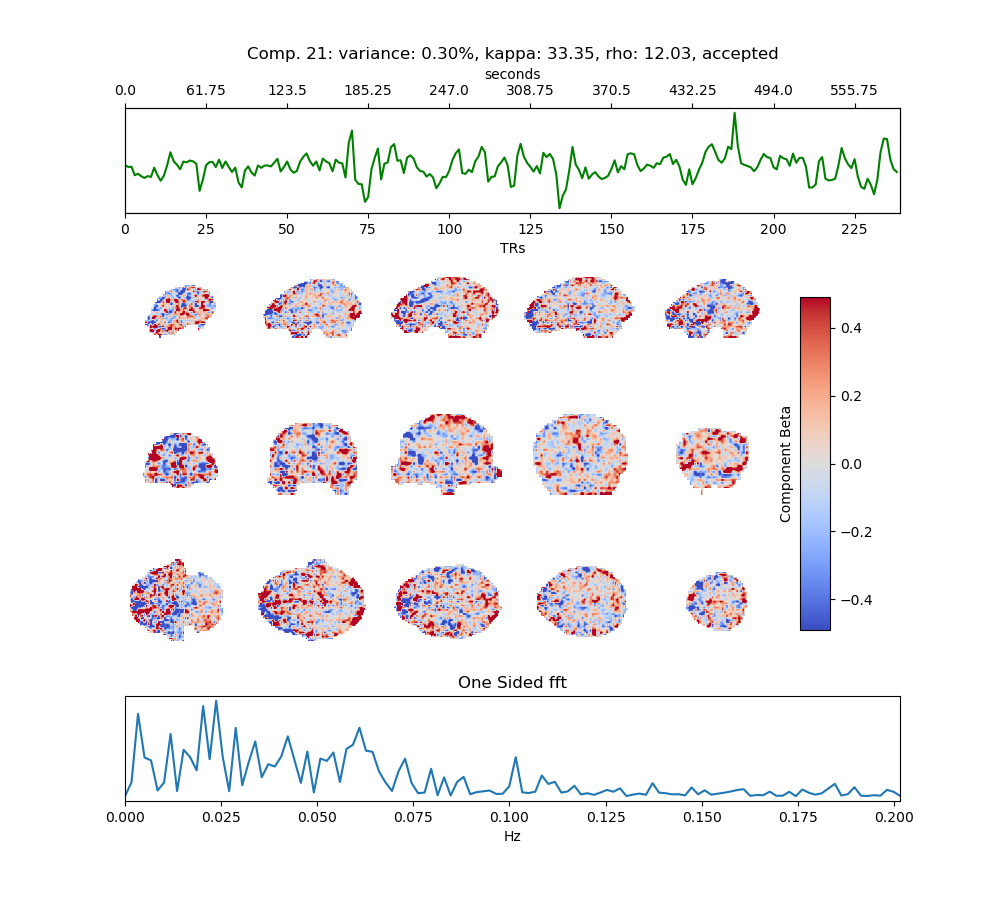 Comp. 21: variance: 0.30%, kappa: 33.35, rho: 12.03, accepted
seconds
0.0 61.75 123.5 185.25 247.0 308.75 370.5 432.25 494.0 555.75
0 25 50 75 100 125 150 175 200 225
TRs
0.4
0.2
0.0
−0.2
−0.4
Component Beta
One Sided fft
0.000 0.025 0.050 0.075 0.100 0.125 0.150 0.175 0.200
Hz